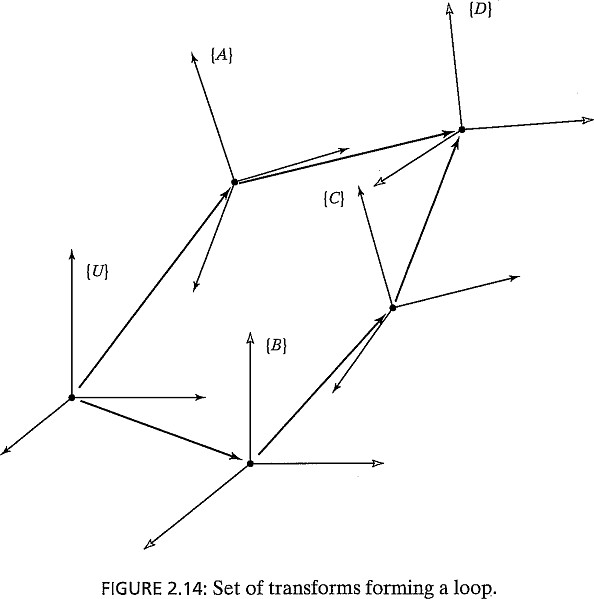 {D}
{A}
{C}
{U}
{B}
FIGURE 2.14: Set of transforms forming a loop.